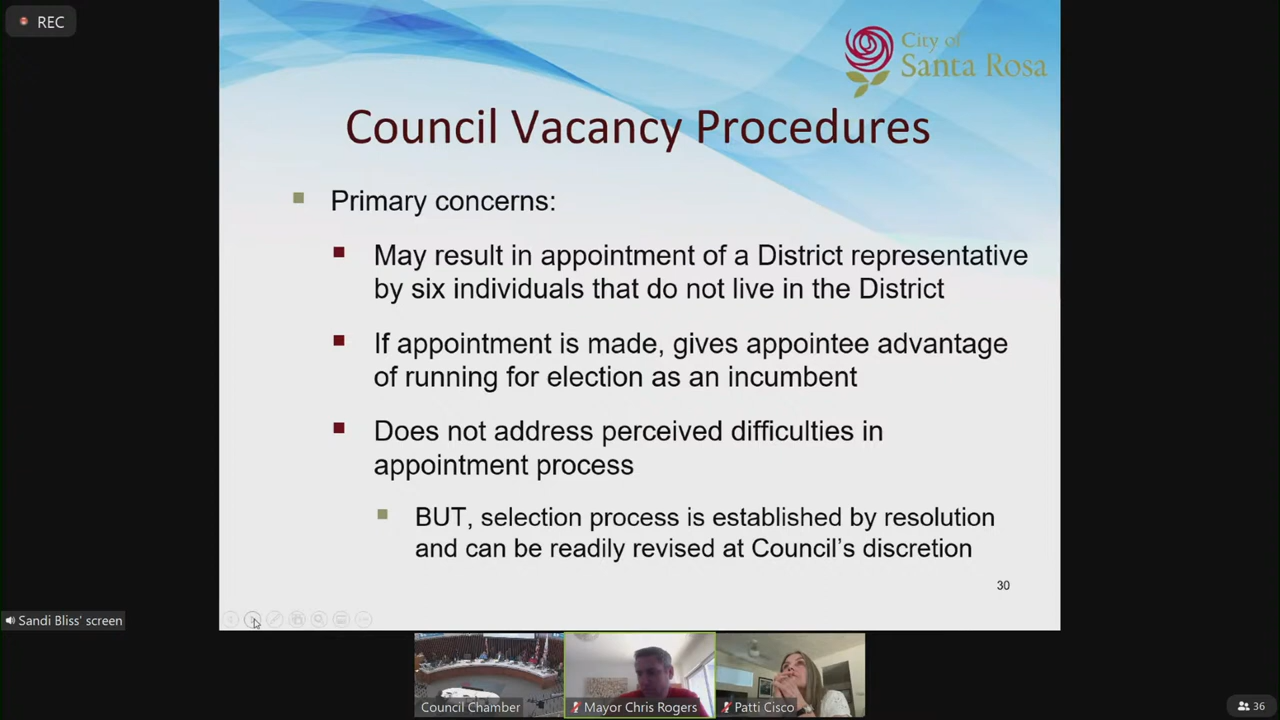 REC
City of
Santa Rosa
Council Vacancy Procedures
Primary concerns:
May result in appointment of a District representative
by six individuals that do not live in the District
If appointment is made, gives appointee advantage
of running for election as an incumbent
Does not address perceived difficulties in
appointment process
BUT, selection process is established by resolution
and can be readily revised at Council's discretion
30
Sandi Bliss' screen
Council Chamber
Mayor Chris Rogers
Patti Cisco
36